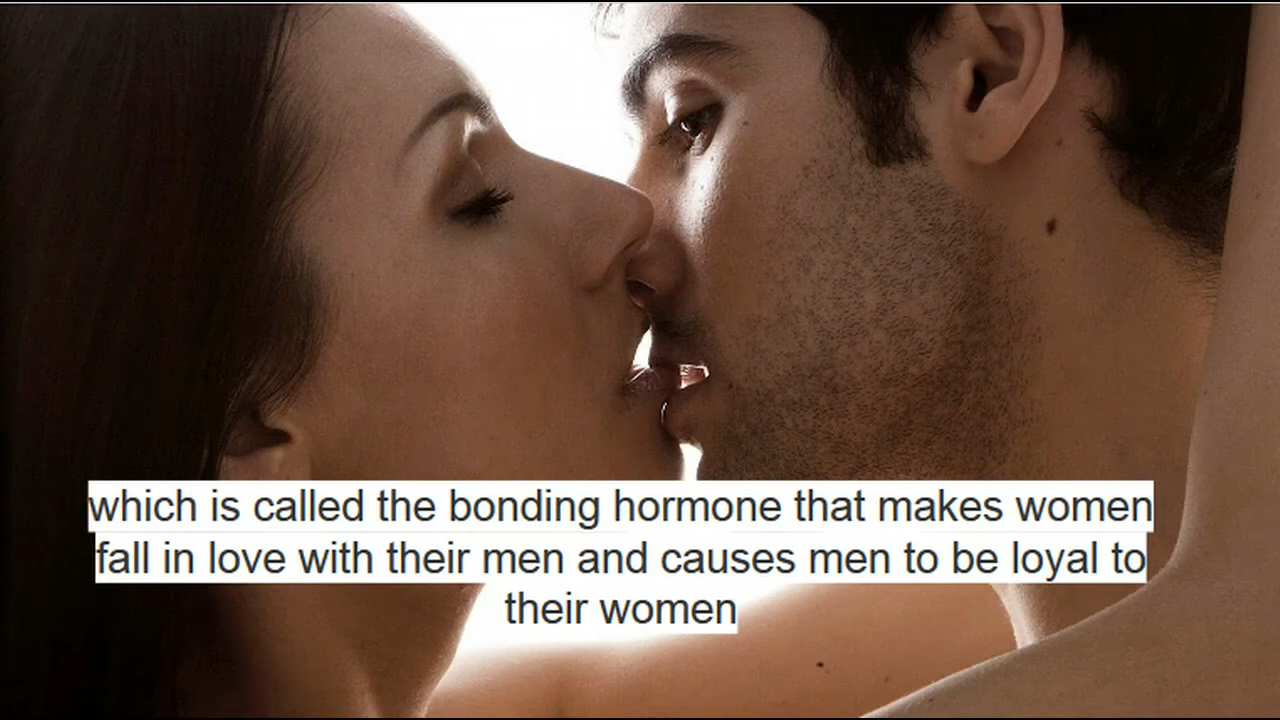 which is called the bonding hormone that makes women
fall in love with their men and causes men to be loyal to
their women